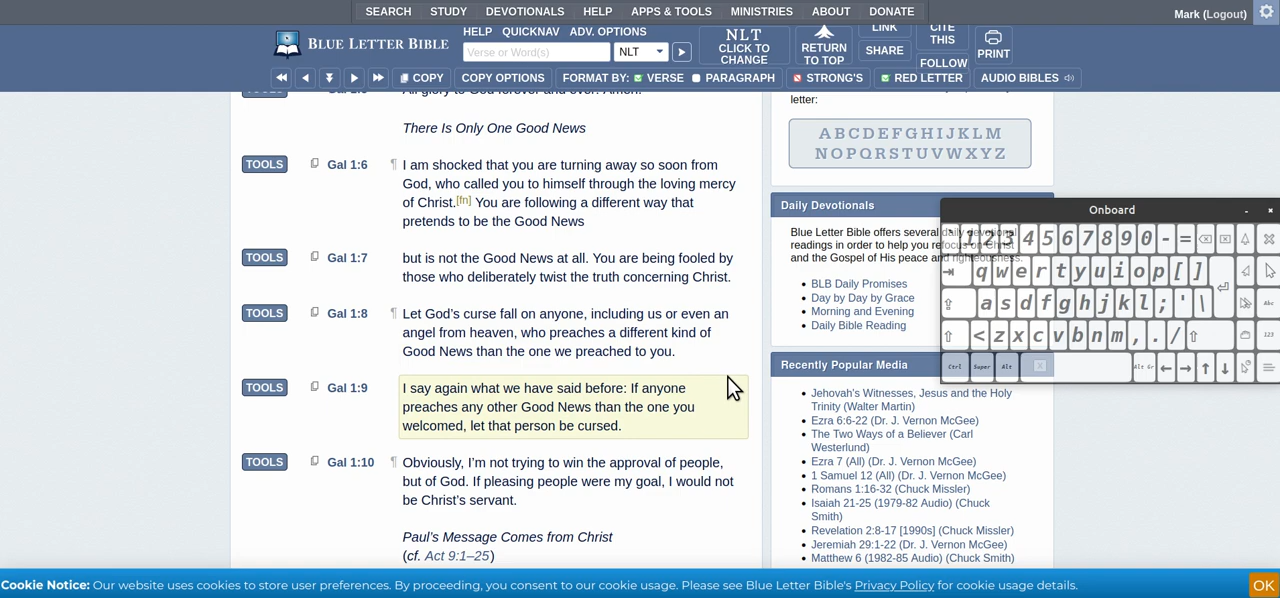 SEARCH STUDY DEVOTIONALS HELP APPS & TOOLS MINISTRIES ABOUT DONATE
Mark (Logout)
BLUE LETTER BIBLE
HELP QUICKNAV ADV. OPTIONS
Verse or Word(s)
NLT
NLT
CLICK TO
CHANGE
RETURN
TO TOP
LINK
SHARE
CITE
THIS
FOLLOW
PRINT
COPY COPY OPTIONS FORMAT BY: VERSE PARAGRAPH STRONG'S RED LETTER AUDIO BIBLES
There Is Only One Good News
TOOLS Gal 1:6 ¶ I am shocked that you are turning away so soon from
God, who called you to himself through the loving mercy
of Christ.[fn] You are following a different way that
pretends to be the Good News
TOOLS Gal 1:7 but is not the Good News at all. You are being fooled by
those who deliberately twist the truth concerning Christ.
TOOLS Gal 1:8 ¶ Let God’s curse fall on anyone, including us or even an
angel from heaven, who preaches a different kind of
Good News than the one we preached to you.
TOOLS Gal 1:9 I say again what we have said before: If anyone
preaches any other Good News than the one you
welcomed, let that person be cursed.
TOOLS Gal 1:10 ¶ Obviously, I’m not trying to win the approval of people,
but of God. If pleasing people were my goal, I would not
be Christ’s servant.
Paul’s Message Comes from Christ
(cf. Act 9:1–25)
letter:
ABCDEFGHIJKLM
NOPQRSTUVWXYZ
Daily Devotionals
Blue Letter Bible offers several daily devotional
readings in order to help you refocus on Christ
and the Gospel of His peace and righteousness.
BLB Daily Promises
Day by Day by Grace
Morning and Evening
Daily Bible Reading
Recently Popular Media
Jehovah's Witnesses, Jesus and the Holy
Trinity (Walter Martin)
Ezra 6:6-22 (Dr. J. Vernon McGee)
The Two Ways of a Believer (Carl
Westerlund)
Ezra 7 (All) (Dr. J. Vernon McGee)
1 Samuel 12 (All) (Dr. J. Vernon McGee)
Romans 1:16-32 (Chuck Missler)
Isaiah 21-25 (1979-82 Audio) (Chuck
Smith)
Revelation 2:8-17 [1990s] (Chuck Missler)
Jeremiah 29:1-22 (Dr. J. Vernon McGee)
Matthew 6 (1982-85 Audio) (Chuck Smith)
Onboard
1 2 3 4 5 6 7 8 9 0 - =
q w e r t y u i o p [ ]
a s d f g h j k l ; ' \ Abc
< z x c v b n m , . / 123
Ctrl Super Alt Alt Gr
Cookie Notice: Our website uses cookies to store user preferences. By proceeding, you consent to our cookie usage. Please see Blue Letter Bible's Privacy Policy for cookie usage details.
OK